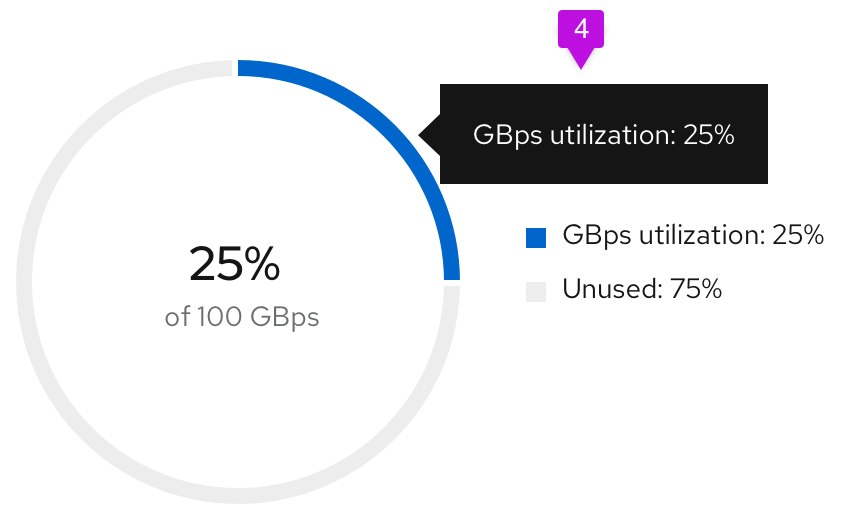 4
GBps utilization: 25%
GBps utilization: 25%
25%
Unused: 75%
of 100 GBps